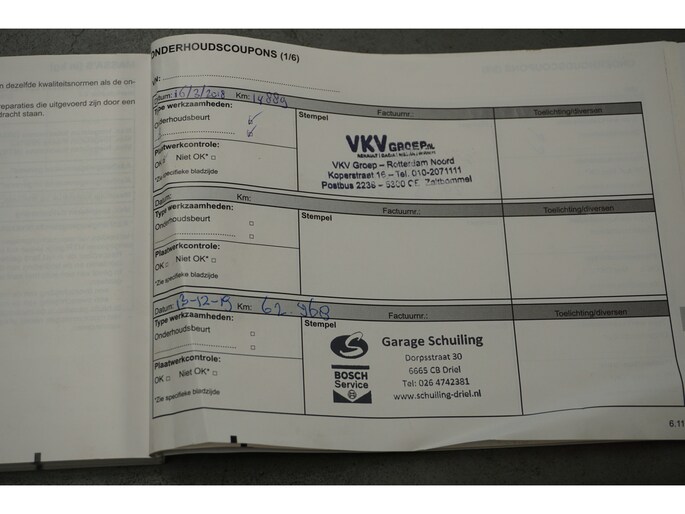 n dezelfde kwaliteitsnormen als de on-
eparaties die uitgevoerd zijn door een
dracht staan.
ONDERHOUDSCOUPONS (1/6)
Datum: 16/2/2018 Km: 14889
Factuurnr.:
Toelichting/diversen
Type werkzaamheden:
Onderhoudsbeurt
Plaatwerkcontrole:
OK Niet OK*
*Zie specifieke bladzijde
Stempel
VKV GROEP.NL
VKV Groep - Rotterdam Noord
Koperstraat 16 - Tel. 010-2071111
Postbus 2236 - 5300 CE Zaltbommel
Datum: Km:
Factuurnr.:
Toelichting/diversen
Type werkzaamheden:
Onderhoudsbeurt
Plaatwerkcontrole:
OK Niet OK*
*Zie specifieke bladzijde
Stempel
Datum: 13-12-19 Km: 62.968
Factuurnr.:
Toelichting/diversen
Type werkzaamheden:
Onderhoudsbeurt
Plaatwerkcontrole:
OK Niet OK*
*Zie specifieke bladzijde
Stempel
BOSCH
Service
Garage Schuiling
Dorpsstraat 30
6665 CB Driel
Tel: 026 4742381
www.schuiling-driel.nl
6.11